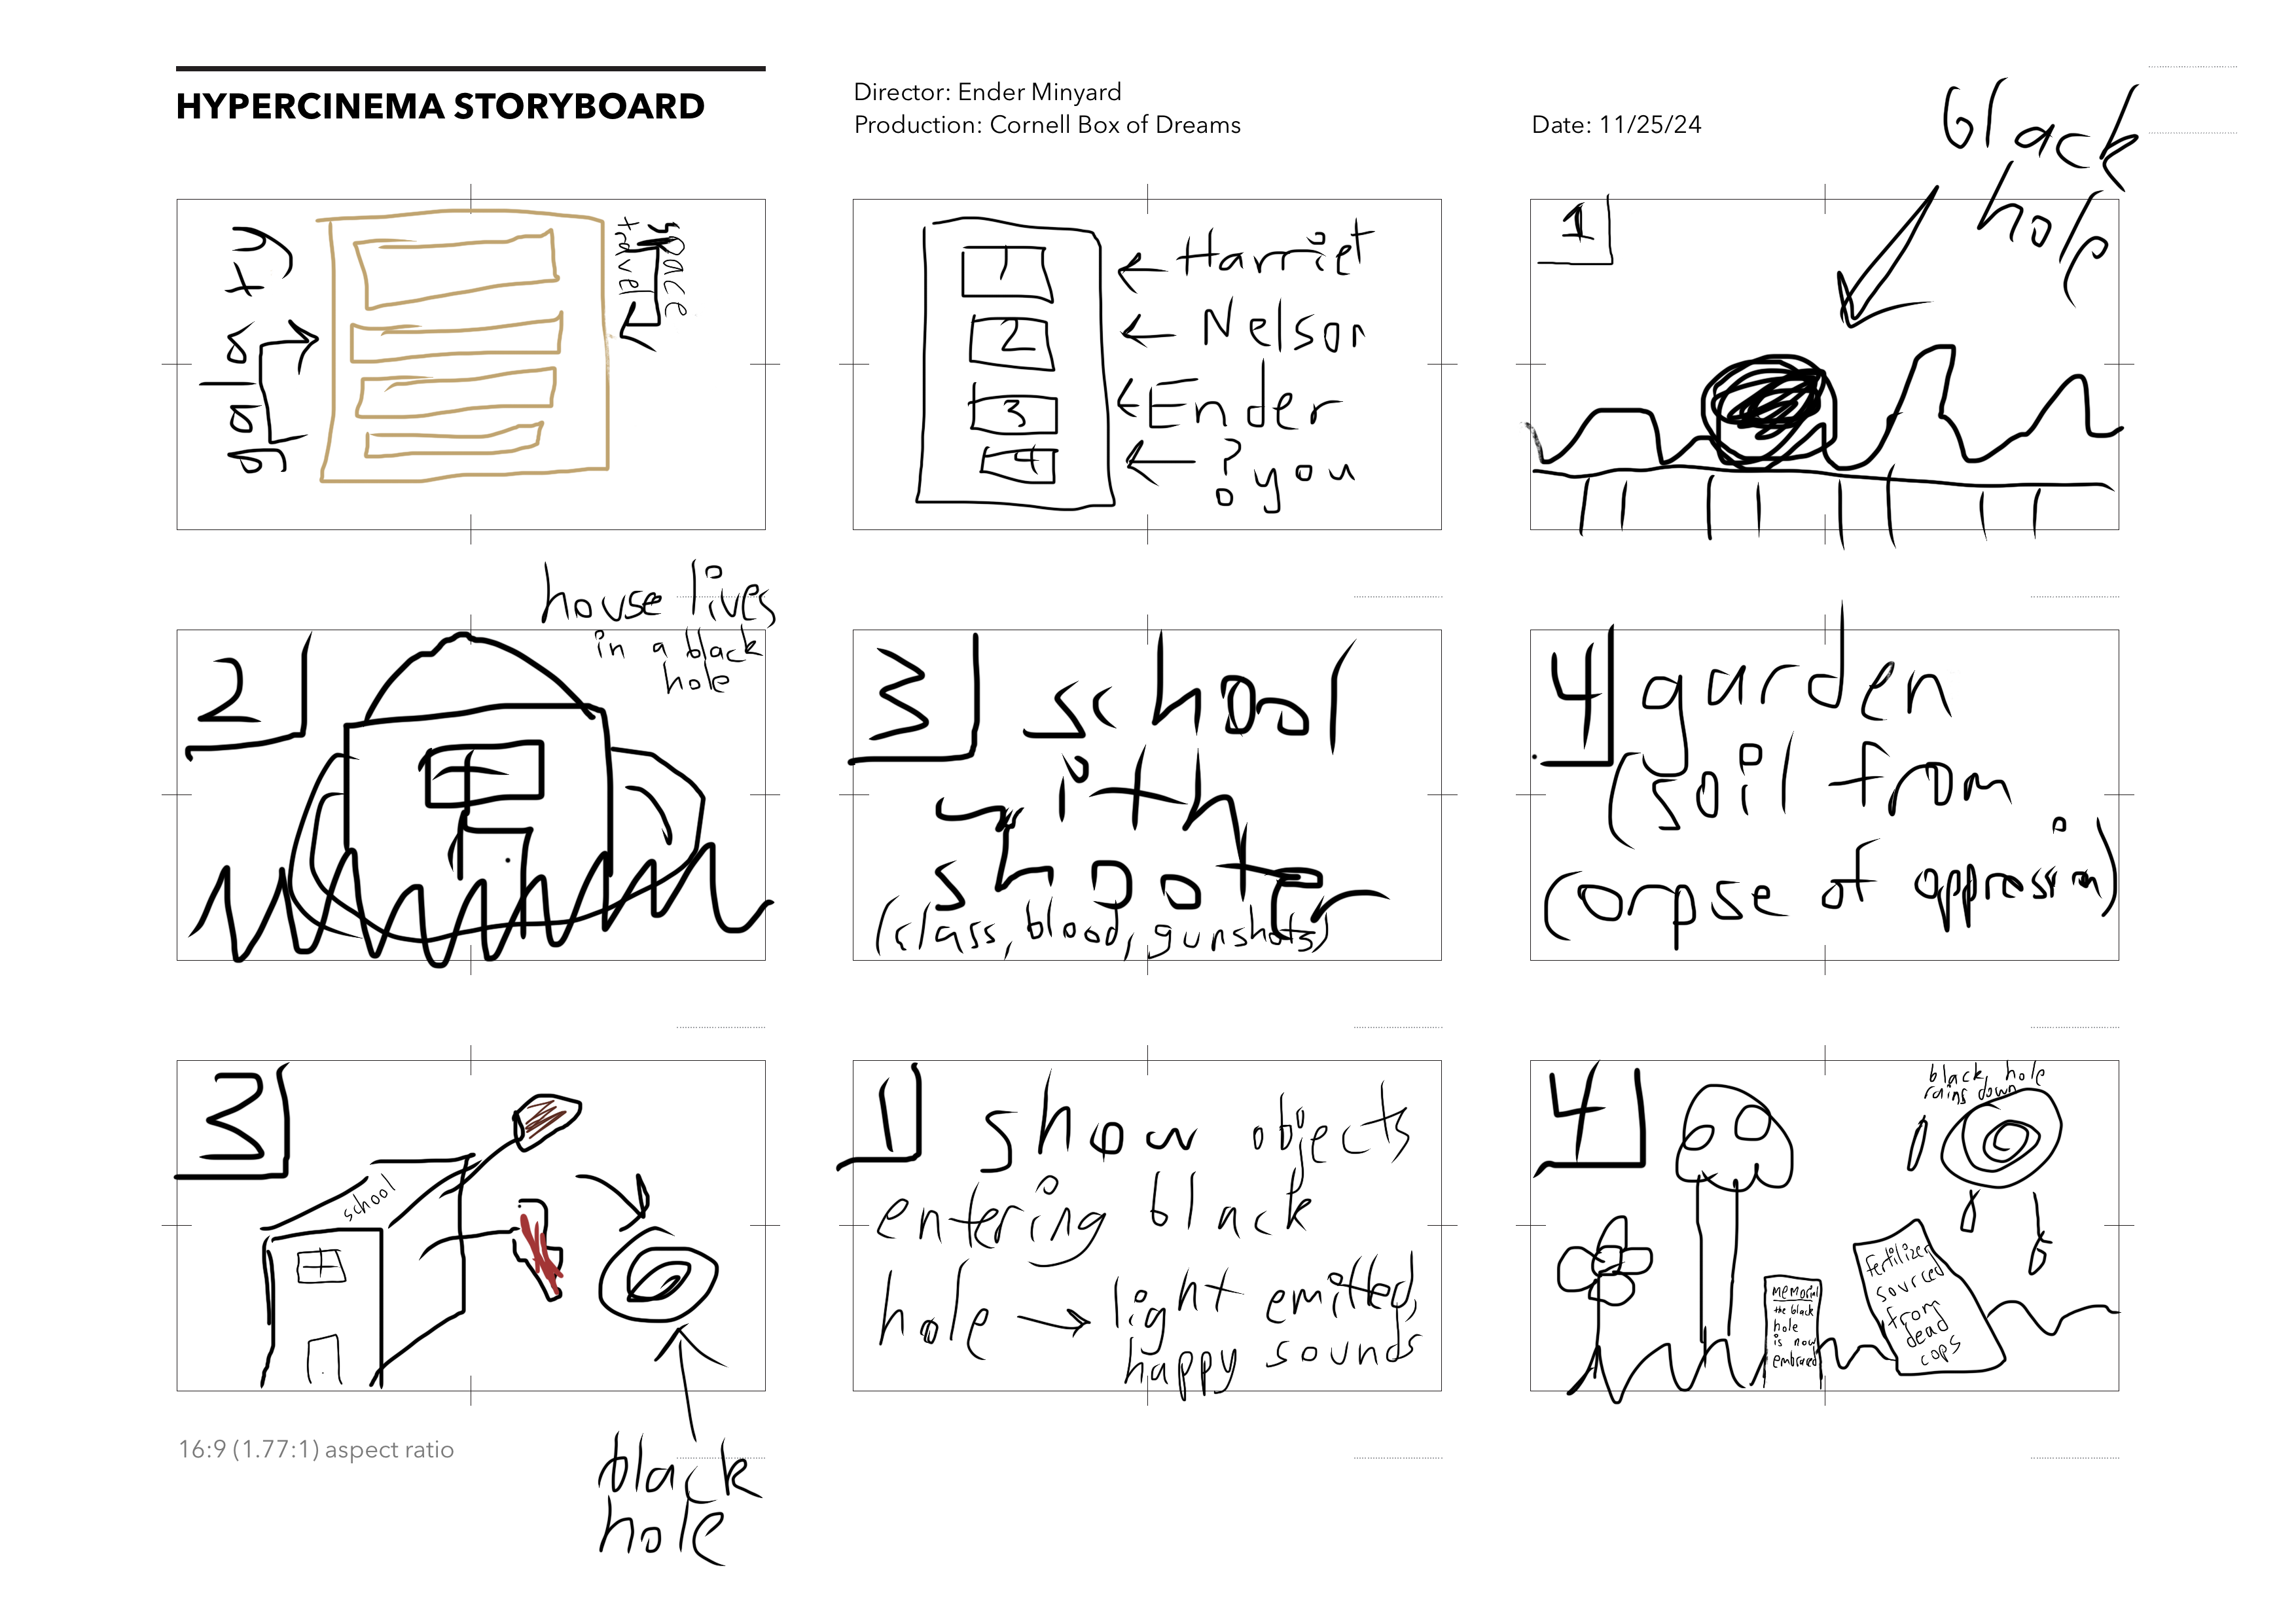 HYPERCINEMA STORYBOARD
Director: Ender Minyard
Production: Cornell Box of Dreams
Date: 11/25/24
black
hole
galaxy
space
travel
1
2
3
4
Harriet
Nelson
Ender
? you
1
house lives
in a black
hole
2
3 school
with
shooter
(class, blood, gunshots)
4 garden
(soil from
corpse of oppression)
3
school
black
hole
1 show objects
entering black
hole → light emitted,
happy sounds
4
black hole
rains down
memorial
the black
hole
is now
embraced
fertilizer
sourced
from
dead
cops
16:9 (1.77:1) aspect ratio